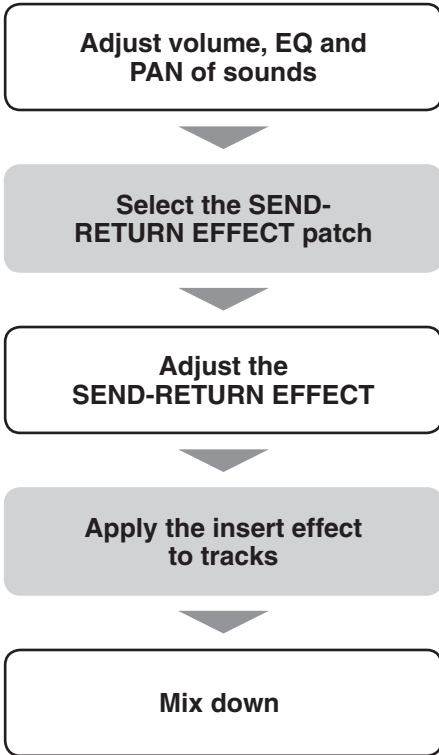 Adjust volume, EQ and
PAN of sounds
Select the SEND-
RETURN EFFECT patch
Adjust the
SEND-RETURN EFFECT
Apply the insert effect
to tracks
Mix down